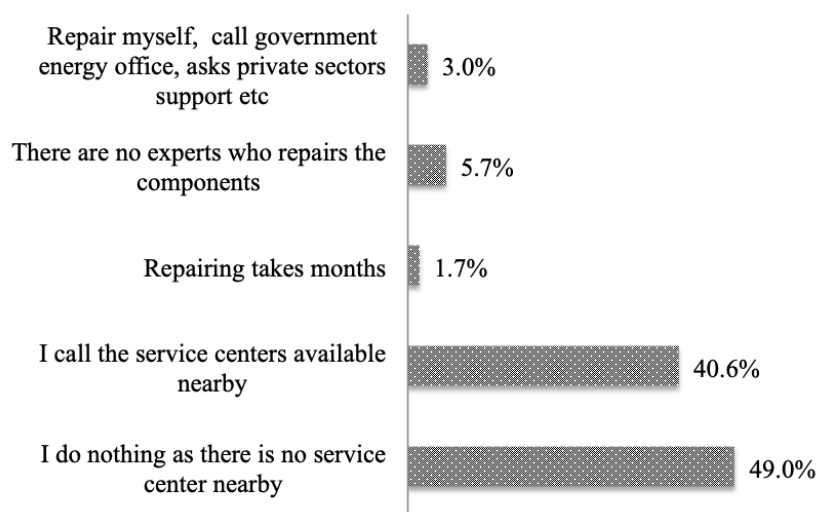 Repair myself, call government
energy office, asks private sectors
support etc
3.0%
There are no experts who repairs the
components
5.7%
Repairing takes months
1.7%
I call the service centers available
nearby
40.6%
I do nothing as there is no service
center nearby
49.0%